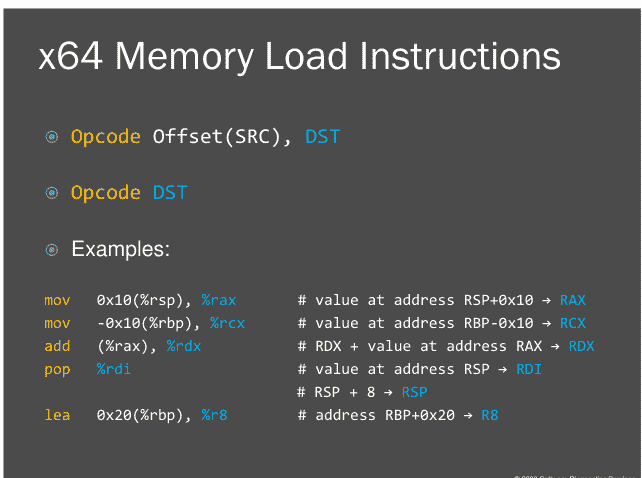 x64 Memory Load Instructions
Opcode Offset(SRC), DST
Opcode DST
Examples:
mov 0x10(%rsp), %rax # value at address RSP+0x10 → RAX
mov -0x10(%rbp), %rcx # value at address RBP-0x10 → RCX
add (%rax), %rdx # RDX + value at address RAX → RDX
pop %rdi # value at address RSP → RDI
# RSP + 8 → RSP
lea 0x20(%rbp), %r8 # address RBP+0x20 → R8